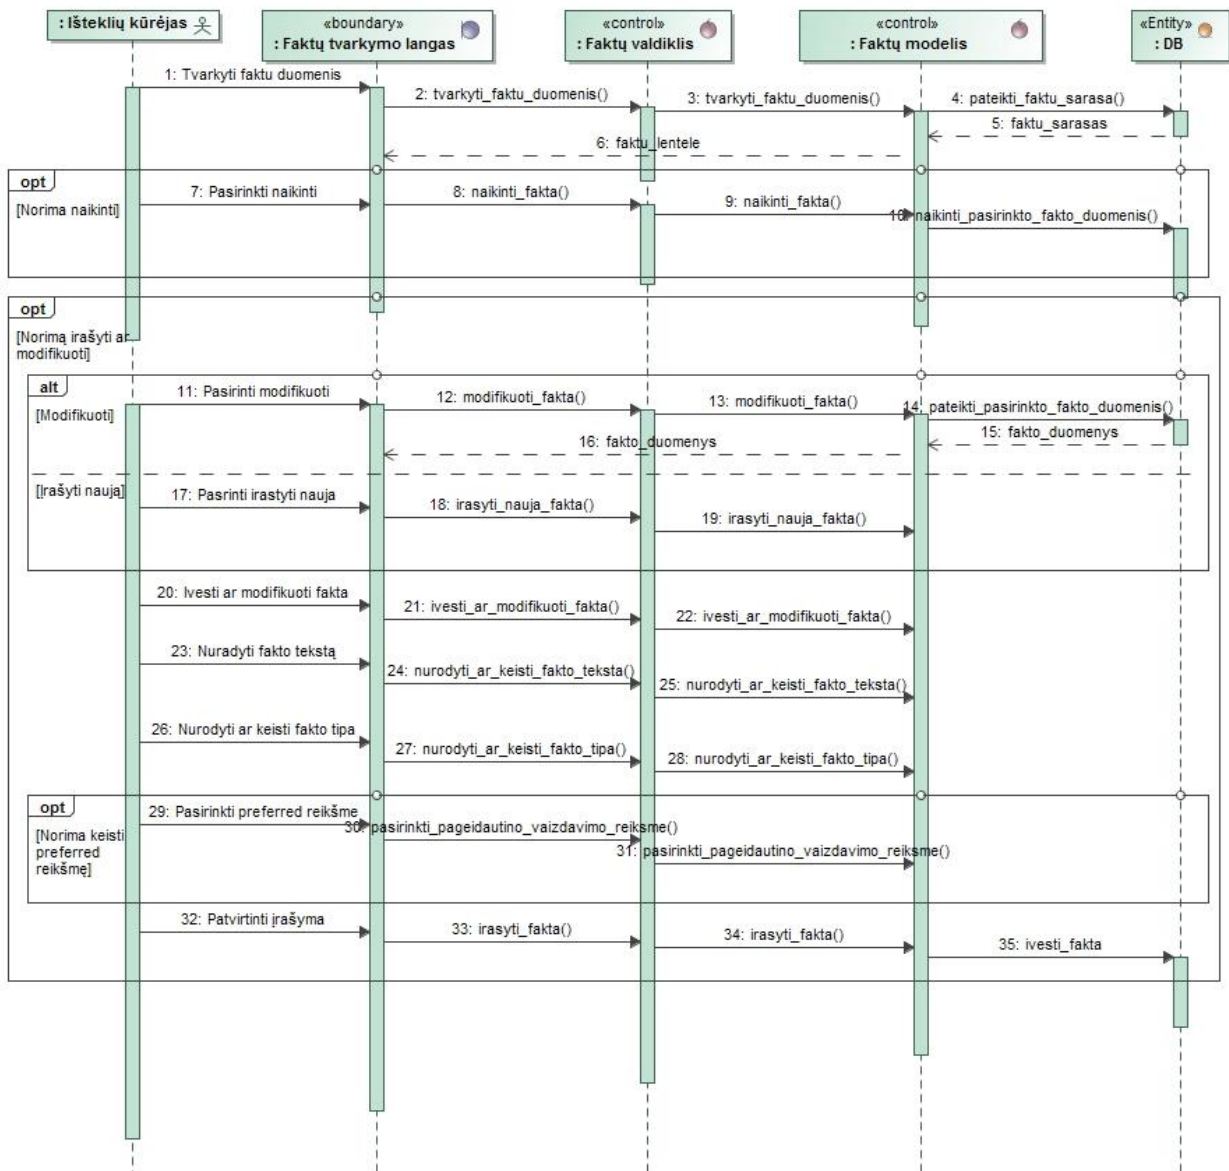 : Išteklių kūrėjas
«boundary»
: Faktų tvarkymo langas
«control»
: Faktų valdiklis
«control»
: Faktų modelis
«Entity»
: DB
1: Tvarkyti faktu duomenis
2: tvarkyti_faktu_duomenis()
3: tvarkyti_faktu_duomenis()
4: pateikti_faktu_sarasa()
5: faktu_sarasas
6: faktu_lentele
opt
[Norima naikinti]
7: Pasirinkti naikinti
8: naikinti_fakta()
9: naikinti_fakta()
10: naikinti_pasirinkto_fakto_duomenis()
opt
[Norimą irašyti ar
modifikuoti]
alt
[Modifikuoti]
11: Pasirinti modifikuoti
12: modifikuoti_fakta()
13: modifikuoti_fakta()
14: pateikti_pasirinkto_fakto_duomenis()
15: fakto_duomenys
16: fakto_duomenys
[Įrašyti naują]
17: Pasrinti irastyti nauja
18: irasyti_nauja_fakta()
19: irasyti_nauja_fakta()
20: Ivesti ar modifikuoti fakta
21: ivesti_ar_modifikuoti_fakta()
22: ivesti_ar_modifikuoti_fakta()
23: Nuradyti fakto tekstą
24: nurodyti_ar_keisti_fakto_teksta()
25: nurodyti_ar_keisti_fakto_teksta()
26: Nurodyti ar keisti fakto tipa
27: nurodyti_ar_keisti_fakto_tipa()
28: nurodyti_ar_keisti_fakto_tipa()
opt
[Norima keisti
preferred
reikšmę]
29: Pasirinkti preferred reikšme
30: pasirinkti_pageidautino_vaizdavimo_reiksme()
31: pasirinkti_pageidautino_vaizdavimo_reiksme()
32: Patvirtinti įrašyma
33: irasyti_fakta()
34: irasyti_fakta()
35: ivesti_fakta